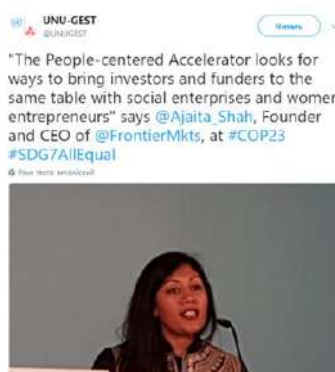 UNU-GEST
@UNUGEST
"The People-centered Accelerator looks for
ways to bring investors and funders to the
same table with social enterprises and women
entrepreneurs" says @Ajaita_Shah, Founder
and CEO of @FrontierMkts, at #COP23
#SDG7AllEqual